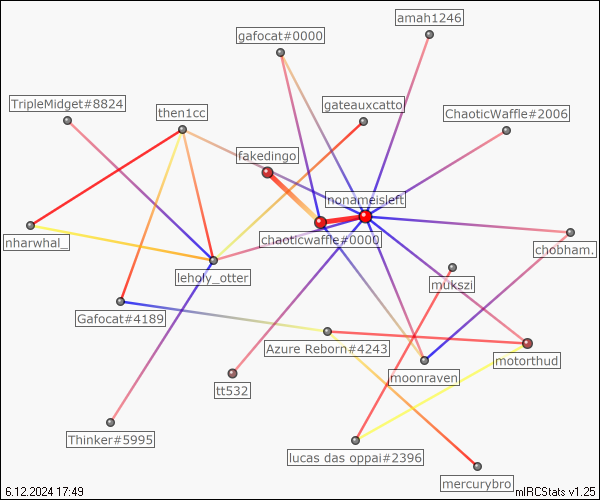 amah1246
gafocat#0000
TripleMidget#8824
then1cc
gateauxcatto
ChaoticWaffle#2006
fakedingo
nonameisleft
nharwhal_
chaoticwaffle#0000
chobham.
leholy_otter
mukszi
Gafocat#4189
Azure Reborn#4243
motorthud
tt532
moonraven
Thinker#5995
lucas das oppai#2396
mercurybro
6.12.2024 17:49
mIRCStats v1.25